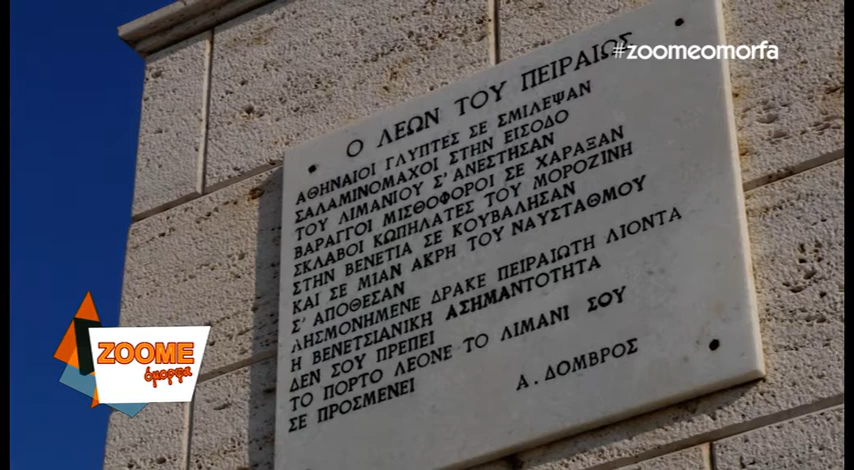 #zoomeomorfa
Ο ΛΕΩΝ ΤΟΥ ΠΕΙΡΑΙΩΣ
ΑΘΗΝΑΙΟΙ ΓΛΥΠΤΕΣ ΣΕ ΣΜΙΛΕΨΑΝ
ΣΑΛΑΜΙΝΟΜΑΧΟΙ ΣΤΗΝ ΕΙΣΟΔΟ
ΤΟΥ ΛΙΜΑΝΙΟΥ Σ'ΑΝΕΣΤΗΣΑΝ
ΒΑΡΑΓΓΟΙ ΜΙΣΘΟΦΟΡΟΙ ΣΕ ΧΑΡΑΞΑΝ
ΣΚΛΑΒΟΙ ΚΩΠΗΛΑΤΕΣ ΤΟΥ ΜΟΡΟΖΙΝΗ
ΣΤΗΝ ΒΕΝΕΤΙΑ ΣΕ ΚΟΥΒΑΛΗΣΑΝ
ΚΑΙ ΣΕ ΜΙΑΝ ΑΚΡΗ ΤΟΥ ΝΑΥΣΤΑΘΜΟΥ
Σ' ΑΠΟΘΕΣΑΝ
ΛΗΣΜΟΝΗΜΕΝΕ ΔΡΑΚΕ ΠΕΙΡΑΙΩΤΗ ΛΙΟΝΤΑ
Η ΒΕΝΕΤΣΙΑΝΙΚΗ ΑΣΗΜΑΝΤΟΤΗΤΑ
ΔΕΝ ΣΟΥ ΠΡΕΠΕΙ
ΤΟ ΠΟΡΤΟ ΛΕΟΝΕ ΤΟ ΛΙΜΑΝΙ ΣΟΥ
ΣΕ ΠΡΟΣΜΕΝΕΙ
Α. ΔΟΜΒΡΟΣ
ZOOME
όμορφα